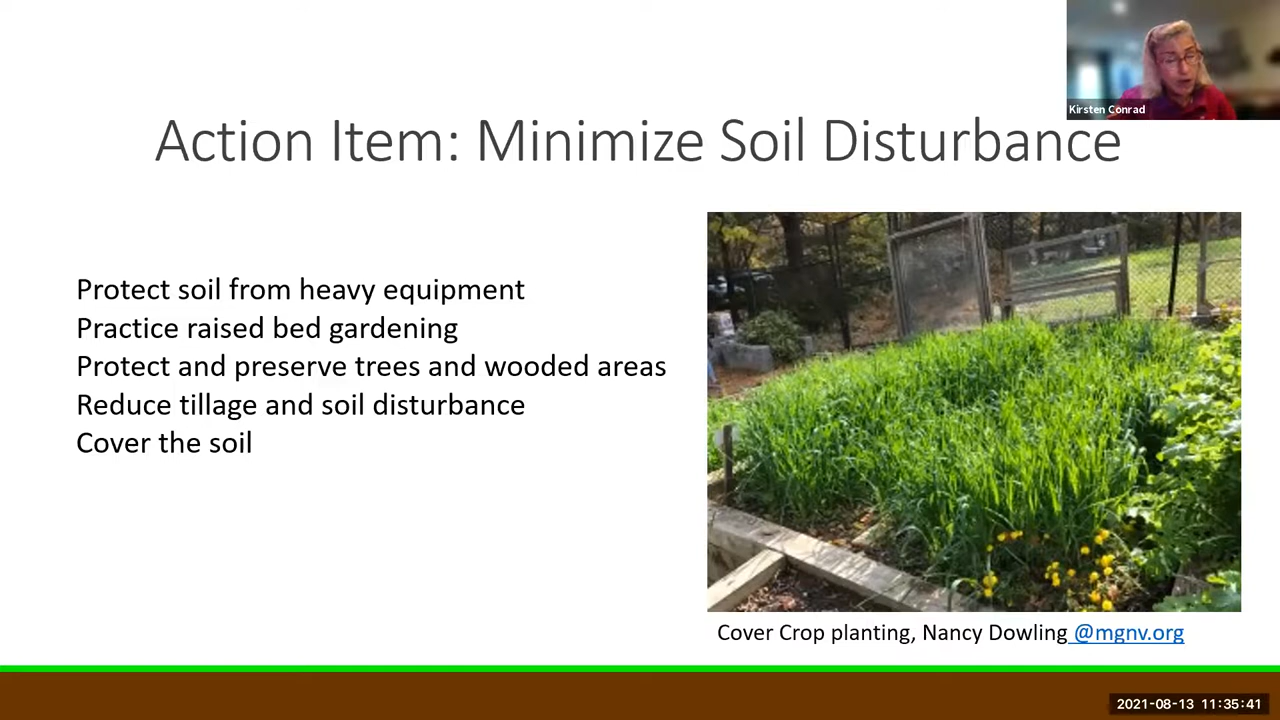 Kirsten Conrad
Action Item: Minimize Soil Disturbance
Protect soil from heavy equipment
Practice raised bed gardening
Protect and preserve trees and wooded areas
Reduce tillage and soil disturbance
Cover the soil
Cover Crop planting, Nancy Dowling @mgnv.org
2021-08-13 11:35:41